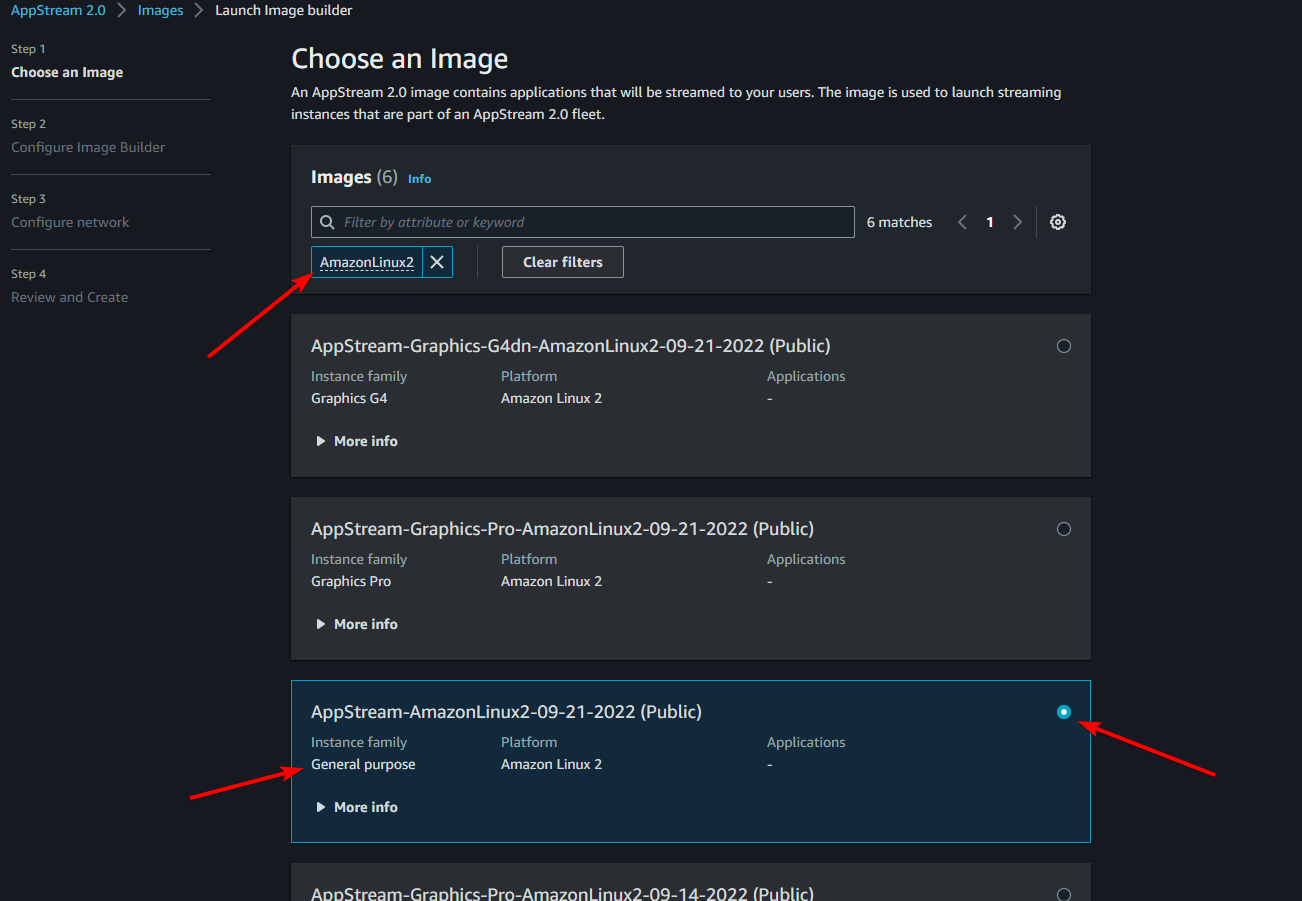 AppStream 2.0 > Images > Launch Image builder
Step 1
Choose an Image
Step 2
Configure Image Builder
Step 3
Configure network
Step 4
Review and Create
Choose an Image
An AppStream 2.0 image contains applications that will be streamed to your users. The image is used to launch streaming
instances that are part of an AppStream 2.0 fleet.
Images (6) Info
Filter by attribute or keyword
6 matches
1
AmazonLinux2
Clear filters
AppStream-Graphics-G4dn-AmazonLinux2-09-21-2022 (Public)
Instance family Platform Applications
Graphics G4 Amazon Linux 2 -
More info
AppStream-Graphics-Pro-AmazonLinux2-09-21-2022 (Public)
Instance family Platform Applications
Graphics Pro Amazon Linux 2 -
More info
AppStream-AmazonLinux2-09-21-2022 (Public)
Instance family Platform Applications
General purpose Amazon Linux 2 -
More info
AppStream-Graphics-Pro-AmazonLinux2-09-14-2022 (Public)